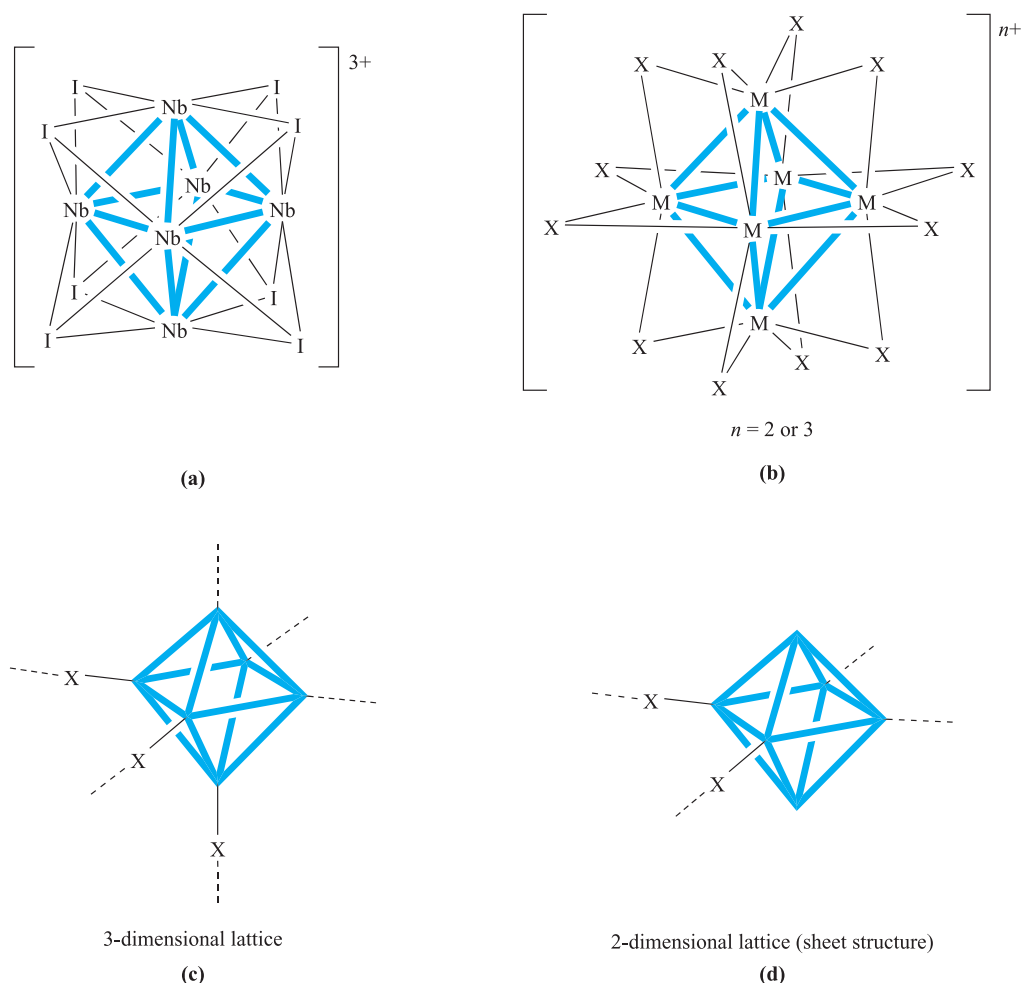 3+
I I
Nb
I I
Nb
Nb Nb
Nb
I I
Nb
I I
(a)
n+
X
X X X
M
X X
M
M M
X M X
M
X X X
X
n = 2 or 3
(b)
X
X
X
3-dimensional lattice
(c)
X
X
2-dimensional lattice (sheet structure)
(d)